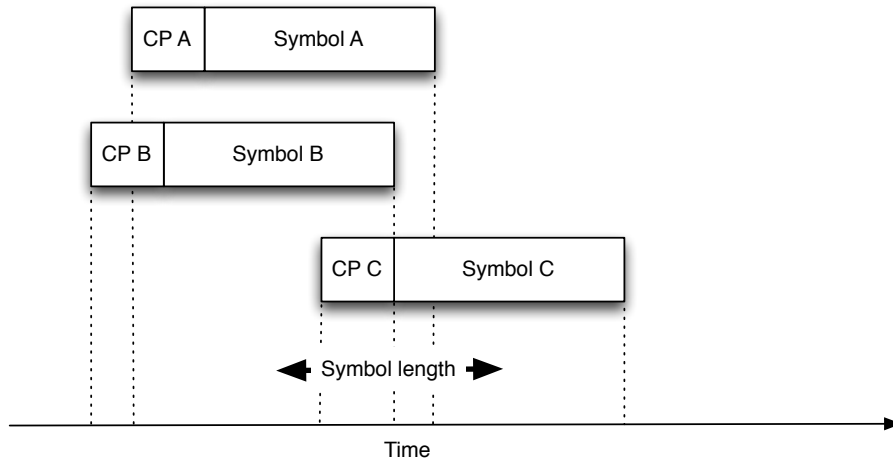 CP A Symbol A
CP B Symbol B
CP C Symbol C
Symbol length
Time